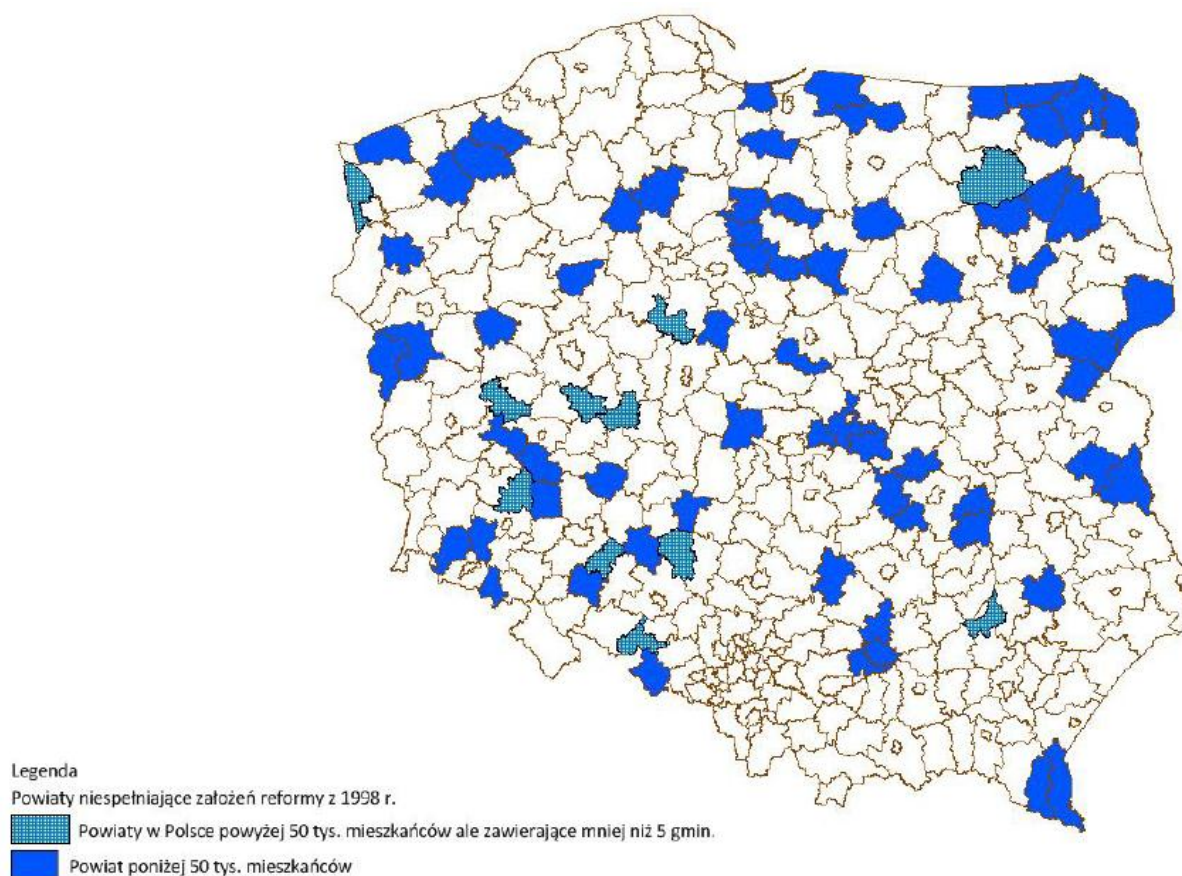 Legenda
Powiaty niespełniające założeń reformy z 1998 r.
Powiaty w Polsce powyżej 50 tys. mieszkańców ale zawierające mniej niż 5 gmin.
Powiat poniżej 50 tys. mieszkańców